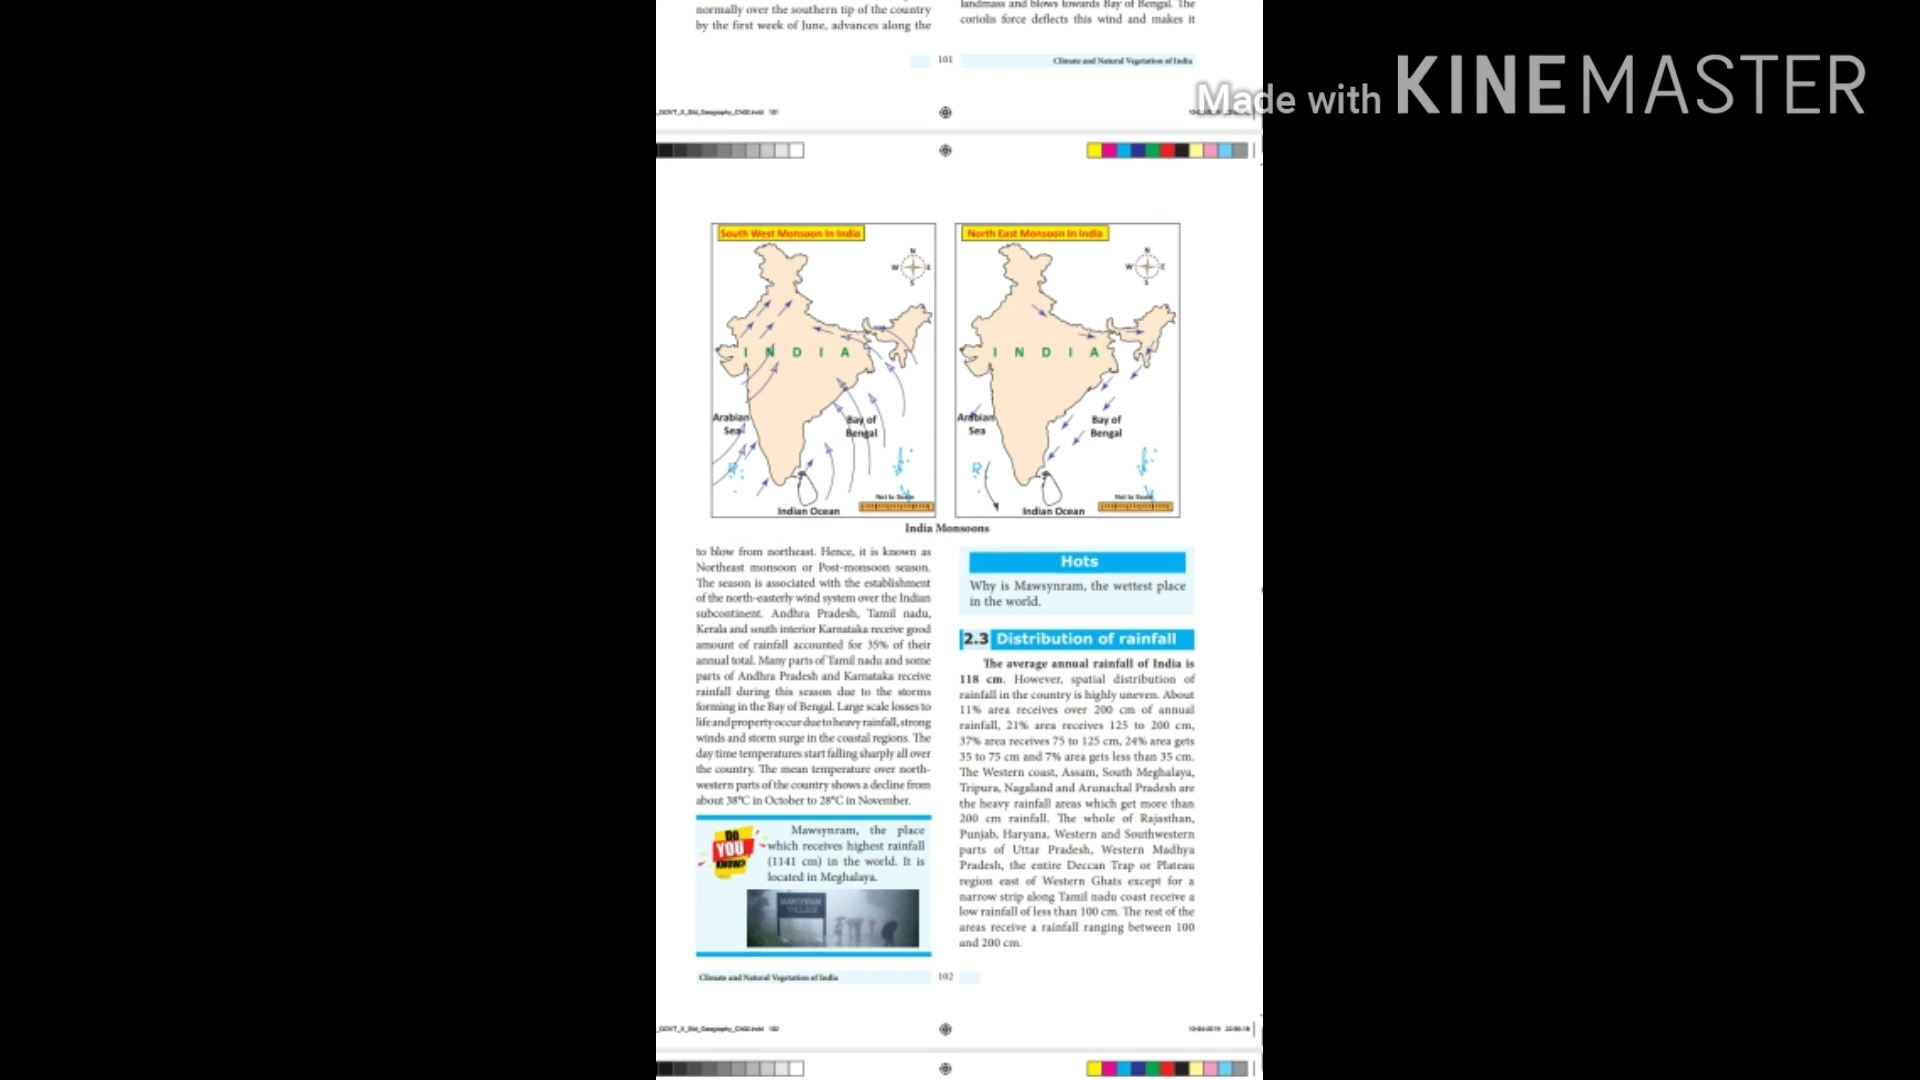 normally over the southern tip of the country
by the first week of June, advances along the
landmass and blows towards Bay of Bengal. The
coriolis force deflects this wind and makes it
101
Climate and Natural Vegetation of India
Made with KINEMASTER
South West Monsoon In India
N
W
E
S
I N D I A
Arabian
Sea
Bay of
Bengal
Not to Scale
Indian Ocean
North East Monsoon In India
N
W
E
S
I N D I A
Arabian
Sea
Bay of
Bengal
Not to Scale
Indian Ocean
India Monsoons
to blow from northeast. Hence, it is known as
Northeast monsoon or Post-monsoon season.
The season is associated with the establishment
of the north-easterly wind system over the Indian
subcontinent. Andhra Pradesh, Tamil nadu,
Kerala and south interior Karnataka receive good
amount of rainfall accounted for 35% of their
annual total. Many parts of Tamil nadu and some
parts of Andhra Pradesh and Karnataka receive
rainfall during this season due to the storms
forming in the Bay of Bengal. Large scale losses to
life and property occur due to heavy rainfall, strong
winds and storm surge in the coastal regions. The
day time temperatures start falling sharply all over
the country. The mean temperature over north-
western parts of the country shows a decline from
about 38°C in October to 28°C in November.
DO
YOU
KNOW?
Mawsynram, the place
which receives highest rainfall
(1141 cm) in the world. It is
located in Meghalaya.
MAWSYNRAM
VILLAGE
Hots
Why is Mawsynram, the wettest place
in the world.
2.3 Distribution of rainfall
The average annual rainfall of India is
118 cm. However, spatial distribution of
rainfall in the country is highly uneven. About
11% area receives over 200 cm of annual
rainfall, 21% area receives 125 to 200 cm,
37% area receives 75 to 125 cm, 24% area gets
35 to 75 cm and 7% area gets less than 35 cm.
The Western coast, Assam, South Meghalaya,
Tripura, Nagaland and Arunachal Pradesh are
the heavy rainfall areas which get more than
200 cm rainfall. The whole of Rajasthan,
Punjab, Haryana, Western and Southwestern
parts of Uttar Pradesh, Western Madhya
Pradesh, the entire Deccan Trap or Plateau
region east of Western Ghats except for a
narrow strip along Tamil nadu coast receive a
low rainfall of less than 100 cm. The rest of the
areas receive a rainfall ranging between 100
and 200 cm.
Climate and Natural Vegetation of India
102